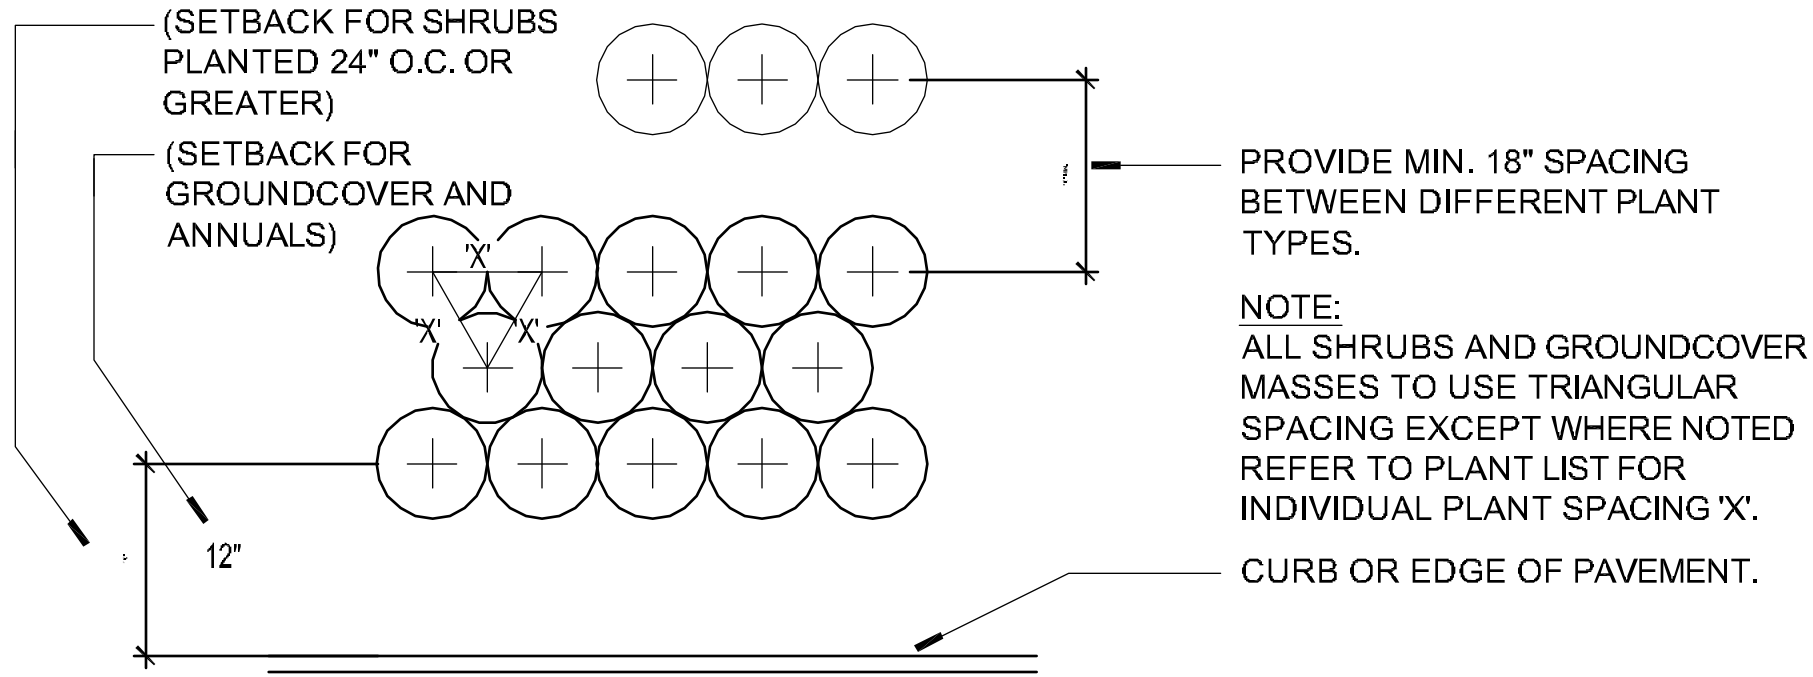 (SETBACK FOR SHRUBS
PLANTED 24" O.C. OR
GREATER)
(SETBACK FOR
GROUNDCOVER AND
ANNUALS)
'X'
'X'
'X'
12"
PROVIDE MIN. 18" SPACING
BETWEEN DIFFERENT PLANT
TYPES.
NOTE:
ALL SHRUBS AND GROUNDCOVER
MASSES TO USE TRIANGULAR
SPACING EXCEPT WHERE NOTED
REFER TO PLANT LIST FOR
INDIVIDUAL PLANT SPACING 'X'.
CURB OR EDGE OF PAVEMENT.